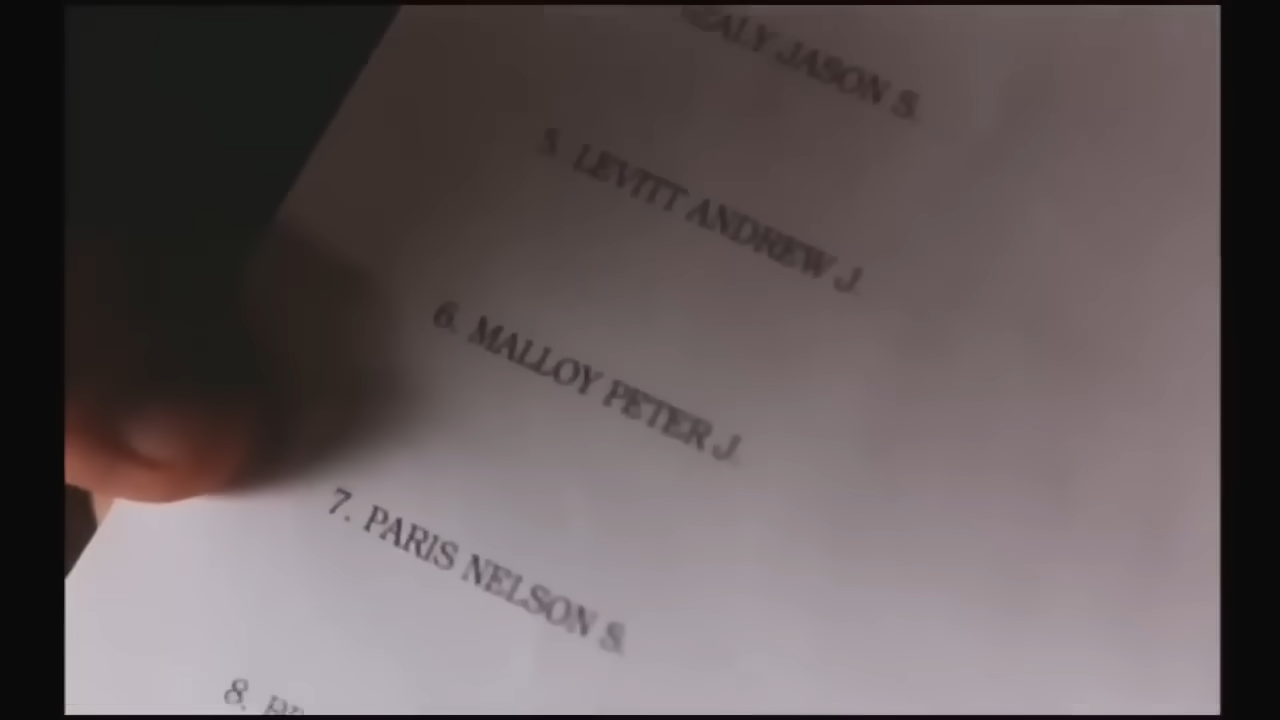 JASON S.
5. LEVITT ANDREW J.
6. MALLOY PETER J.
7. PARIS NELSON S.
8.